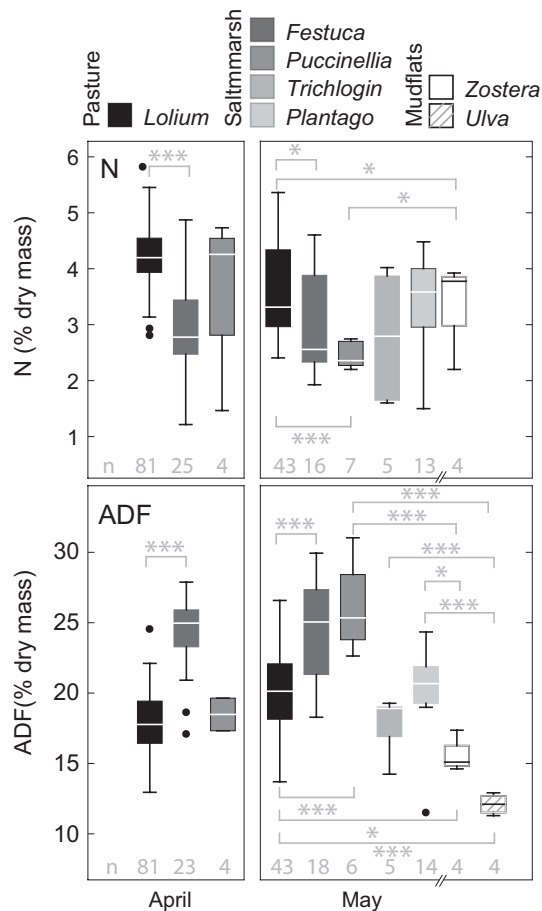 Pasture
Lolium
Saltmmarsh
Festuca
Puccinellia
Trichlogin
Plantago
Mudflats
Zostera
Ulva
N (% dry mass)
6
5
4
3
2
1
N
***
n 81 25 4
*
*
*
***
43 16 7 5 13 4
ADF(% dry mass)
30
25
20
15
10
ADF
***
n 81 23 4
***
***
***
***
*
***
***
*
***
43 18 6 5 14 4 4
April
May